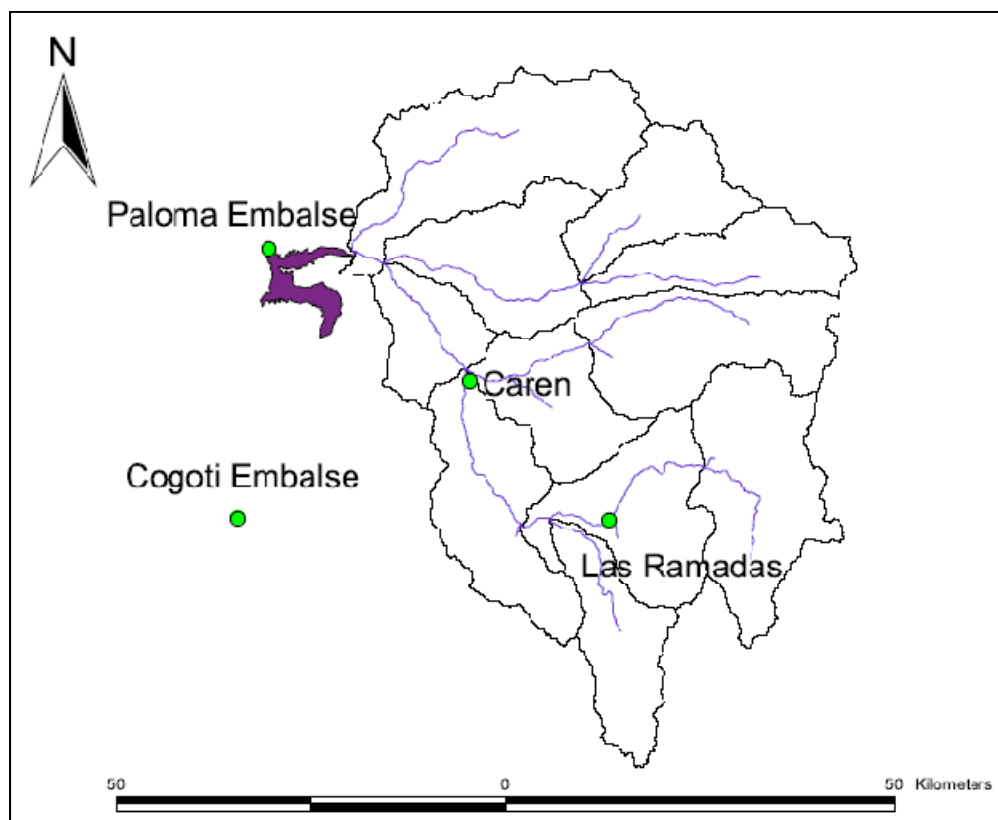 N
Paloma Embalse
Caren
Cogoti Embalse
Las Ramadas
50 0 50 Kilometers